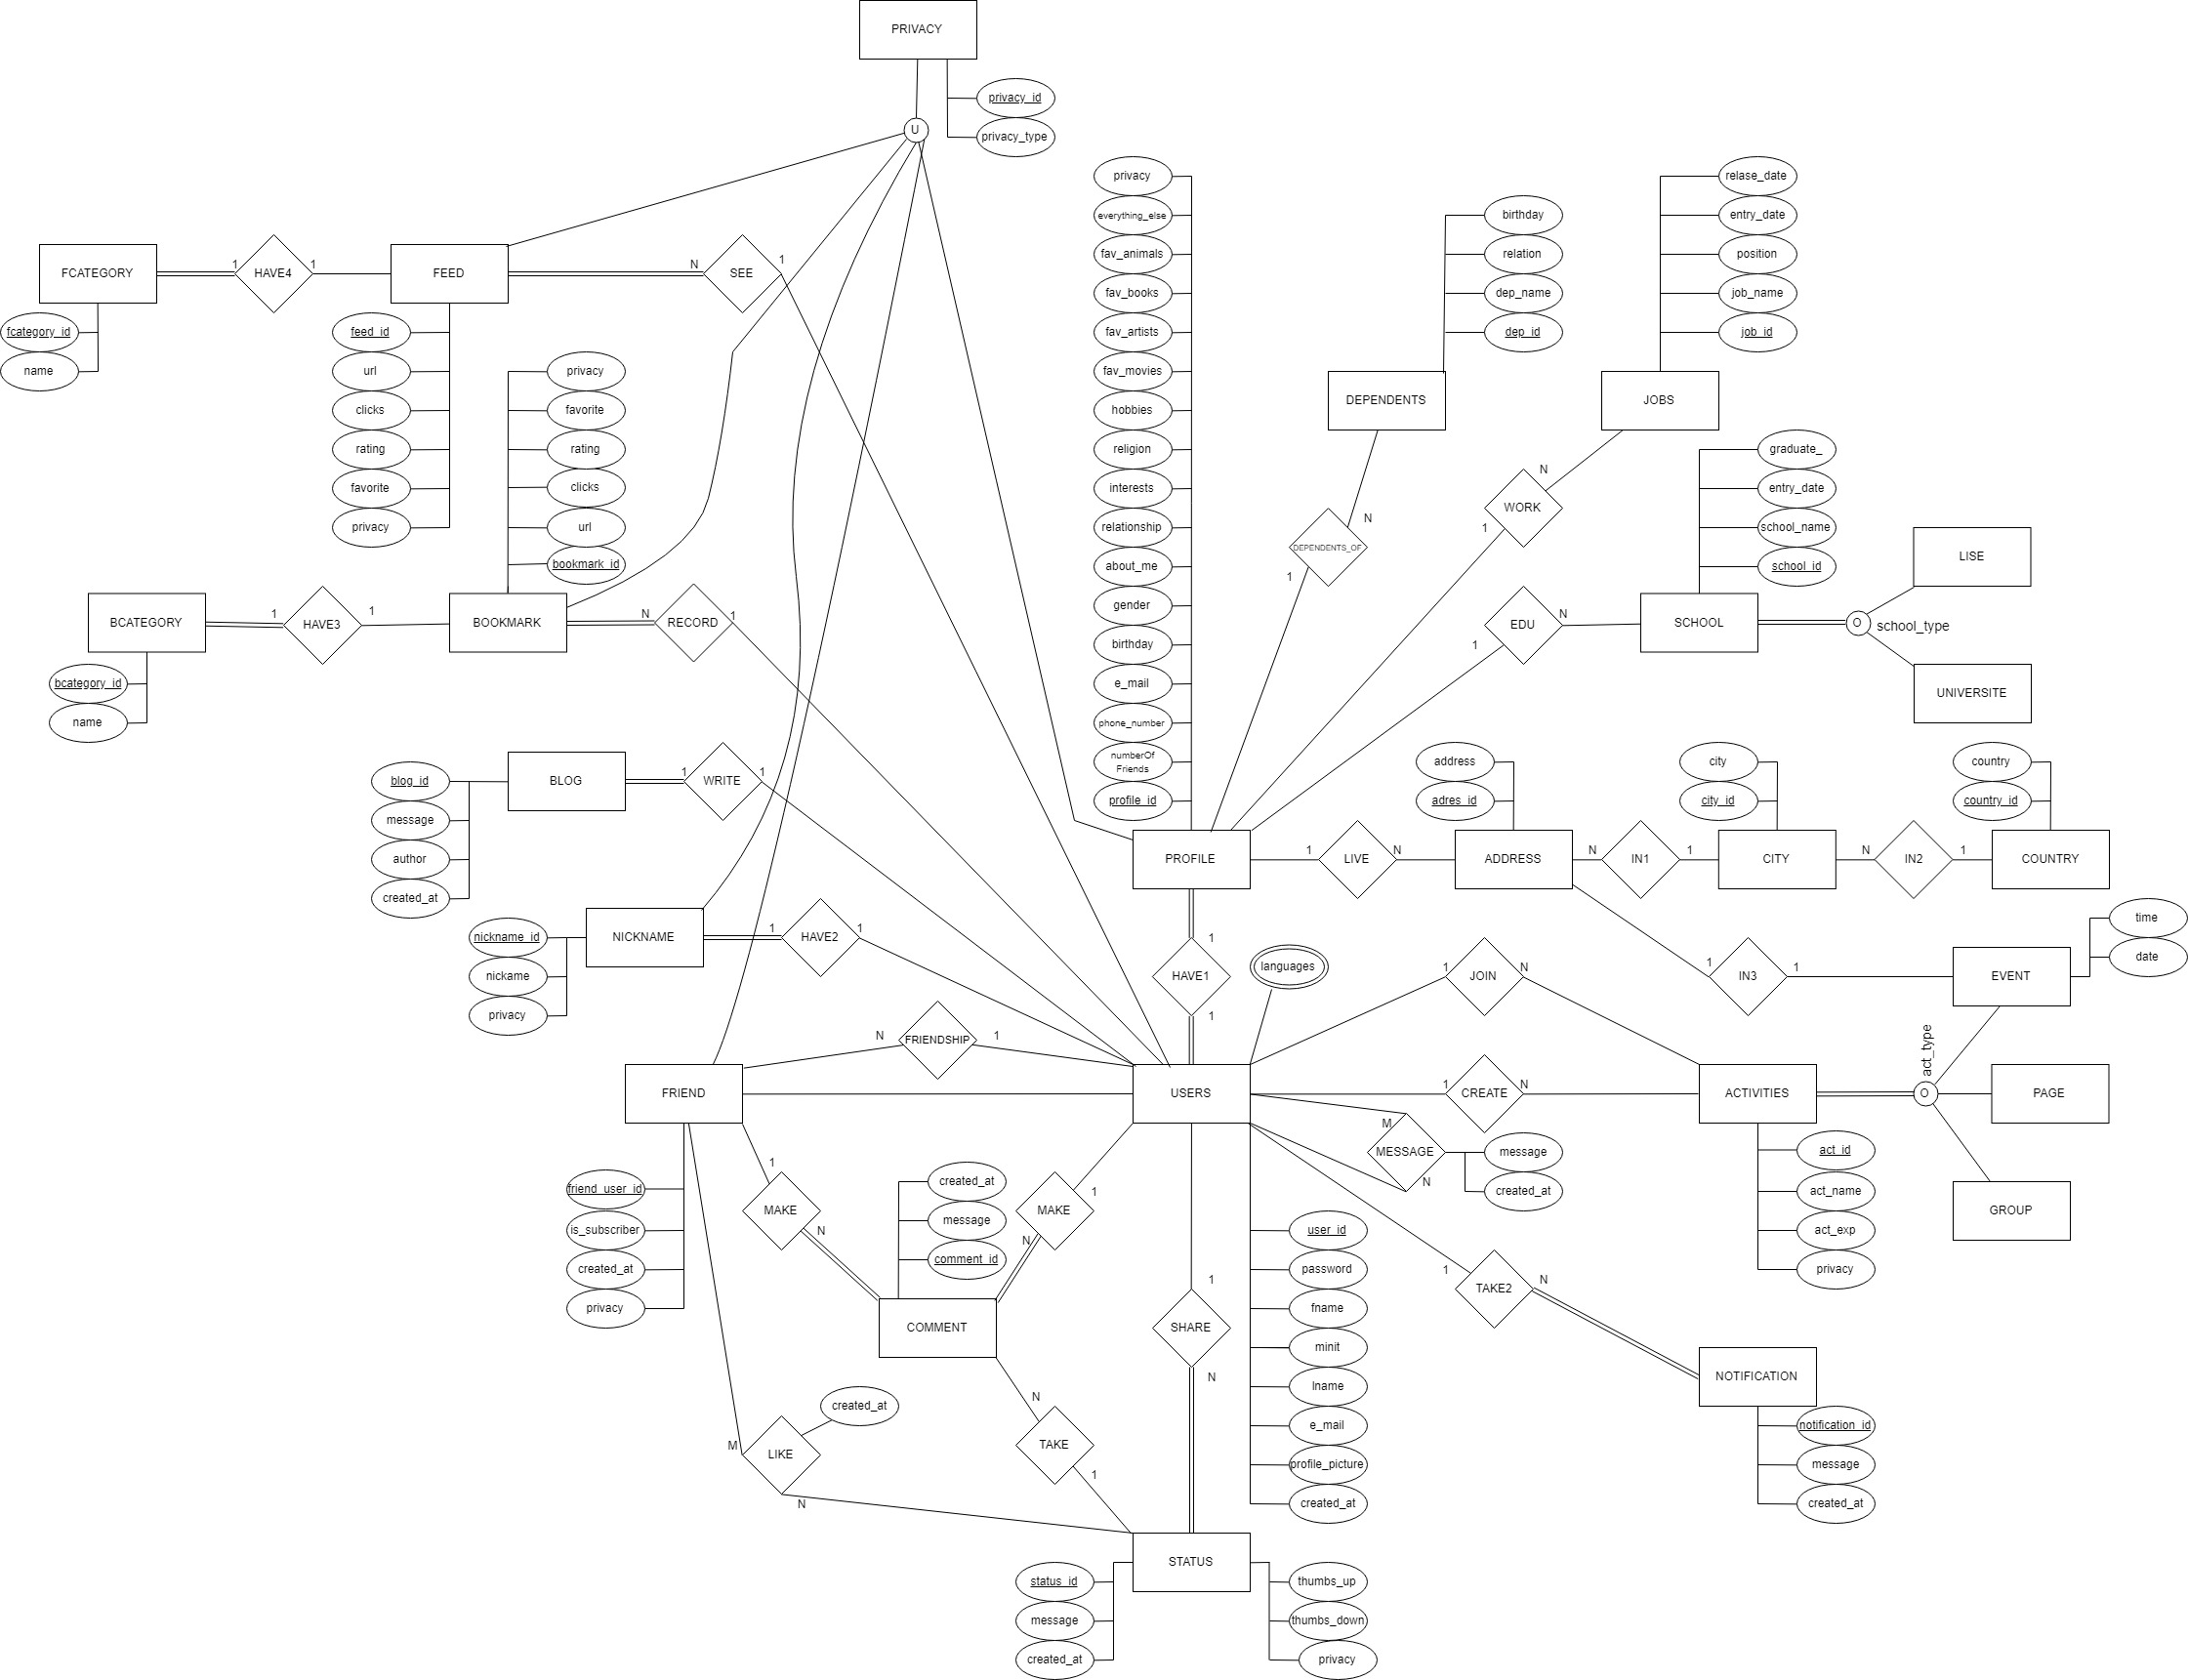 PRIVACY
privacy_id
privacy_type
U
FCATEGORY
1
HAVE4
1
FEED
N
SEE
1
fcategory_id
name
feed_id
url
clicks
rating
favorite
privacy
privacy
favorite
rating
clicks
url
bookmark_id
BCATEGORY
1
HAVE3
1
BOOKMARK
N
RECORD
1
bcategory_id
name
BLOG
1
WRITE
1
blog_id
message
author
created_at
NICKNAME
1
HAVE2
1
nickname_id
nickame
privacy
privacy
everything_else
fav_animals
fav_books
fav_artists
fav_movies
hobbies
religion
interests
relationship
about_me
gender
birthday
e_mail
phone_number
numberOf
Friends
profile_id
PROFILE
birthday
relation
dep_name
dep_id
DEPENDENTS
N
DEPENDENTS_OF
1
relase_date
entry_date
position
job_name
job_id
JOBS
N
WORK
1
graduate_
entry_date
school_name
school_id
SCHOOL
N
EDU
1
O
school_type
LISE
UNIVERSITE
1
LIVE
N
address
adres_id
ADDRESS
N
IN1
1
city
city_id
CITY
N
IN2
1
country
country_id
COUNTRY
1
IN3
1
EVENT
time
date
1
HAVE1
1
languages
1
JOIN
N
N
FRIENDSHIP
1
FRIEND
USERS
1
CREATE
N
ACTIVITIES
O
act_type
PAGE
GROUP
M
MESSAGE
N
message
created_at
act_id
act_name
act_exp
privacy
friend_user_id
is_subscriber
created_at
privacy
1
MAKE
N
created_at
message
comment_id
1
MAKE
N
COMMENT
user_id
password
fname
minit
lname
e_mail
profile_picture
created_at
1
TAKE2
N
NOTIFICATION
notification_id
message
created_at
1
SHARE
N
created_at
M
LIKE
N
N
TAKE
1
STATUS
status_id
message
created_at
thumbs_up
thumbs_down
privacy